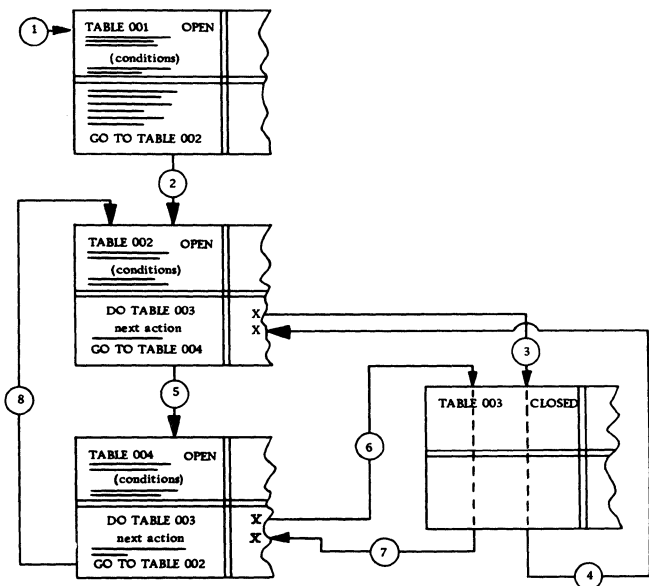 1
TABLE 001 OPEN
(conditions)
GO TO TABLE 002
2
TABLE 002 OPEN
(conditions)
DO TABLE 003 X
next action X
GO TO TABLE 004
3
TABLE 003 CLOSED
5
8
6
TABLE 004 OPEN
(conditions)
DO TABLE 003 X
next action X
GO TO TABLE 002
7
4